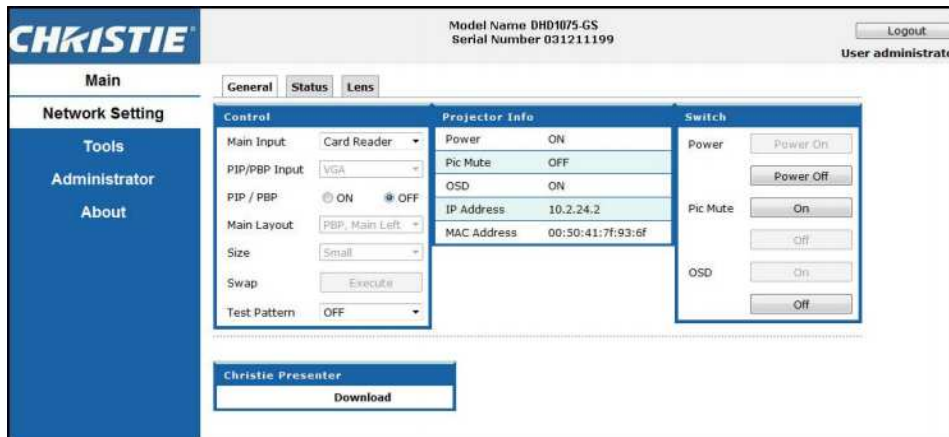 CHRISTIE
Model Name DHD1075-GS
Serial Number 031211199
Logout
User administrato
Main
Network Setting
Tools
Administrator
About
General Status Lens
Control
Main Input Card Reader
PIP/PBP Input VGA
PIP / PBP ON OFF
Main Layout PBP, Main Left
Size Small
Swap Execute
Test Pattern OFF
Projector Info
Power ON
Pic Mute OFF
OSD ON
IP Address 10.2.24.2
MAC Address 00:50:41:7f:93:6f
Switch
Power Power On
Power Off
Pic Mute On
Off
OSD On
Off
Christie Presenter
Download